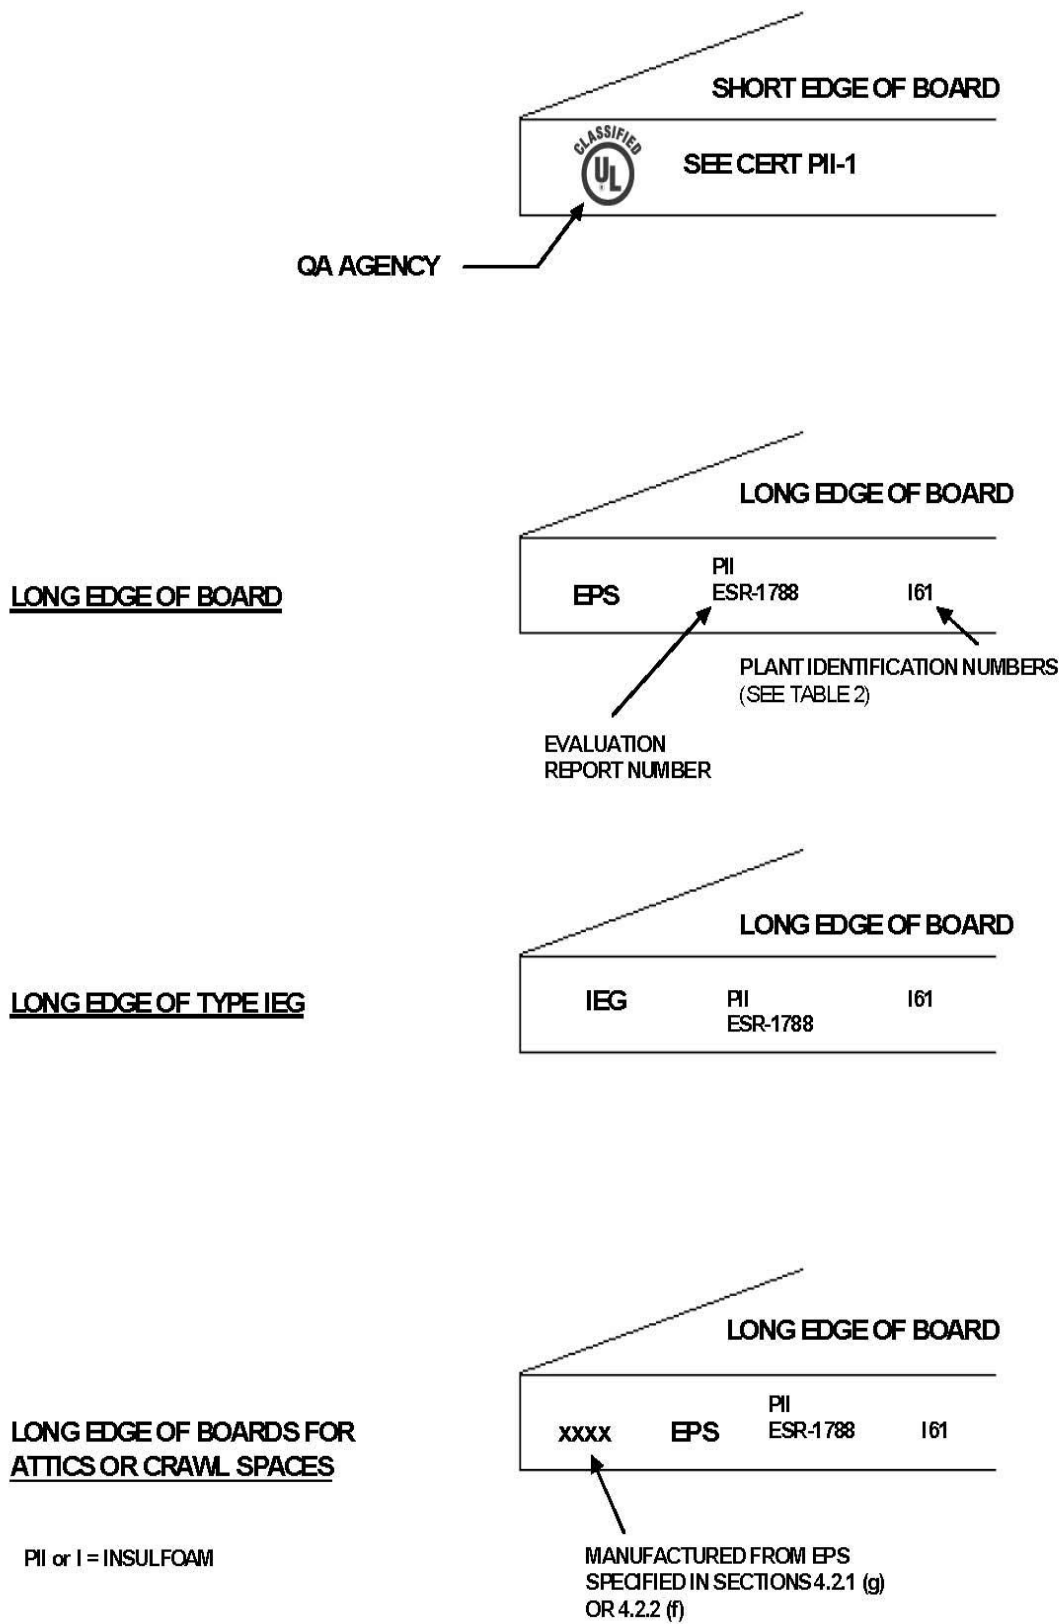 SHORT EDGE OF BOARD
CLASSIFIED
UL
®
SEE CERT PII-1
QA AGENCY
LONG EDGE OF BOARD
LONG EDGE OF BOARD
EPS
PII
ESR-1788
I61
PLANT IDENTIFICATION NUMBERS
(SEE TABLE 2)
EVALUATION
REPORT NUMBER
LONG EDGE OF BOARD
LONG EDGE OF TYPE IEG
IEG
PII
ESR-1788
I61
LONG EDGE OF BOARD
LONG EDGE OF BOARDS FOR
ATTICS OR CRAWL SPACES
xxxx
EPS
PII
ESR-1788
I61
PII or I = INSULFOAM
MANUFACTURED FROM EPS
SPECIFIED IN SECTIONS 4.2.1 (g)
OR 4.2.2 (f)